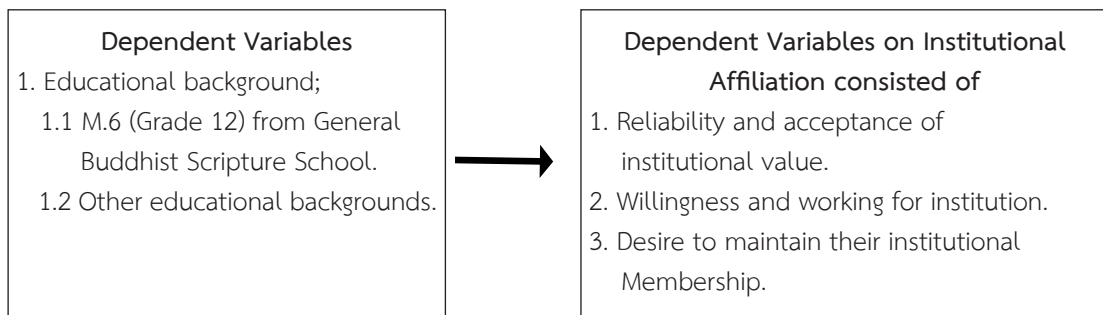 Dependent Variables
1. Educational background;
1.1 M.6 (Grade 12) from General
Buddhist Scripture School.
1.2 Other educational backgrounds.
Dependent Variables on Institutional
Affiliation consisted of
1. Reliability and acceptance of
institutional value.
2. Willingness and working for institution.
3. Desire to maintain their institutional
Membership.